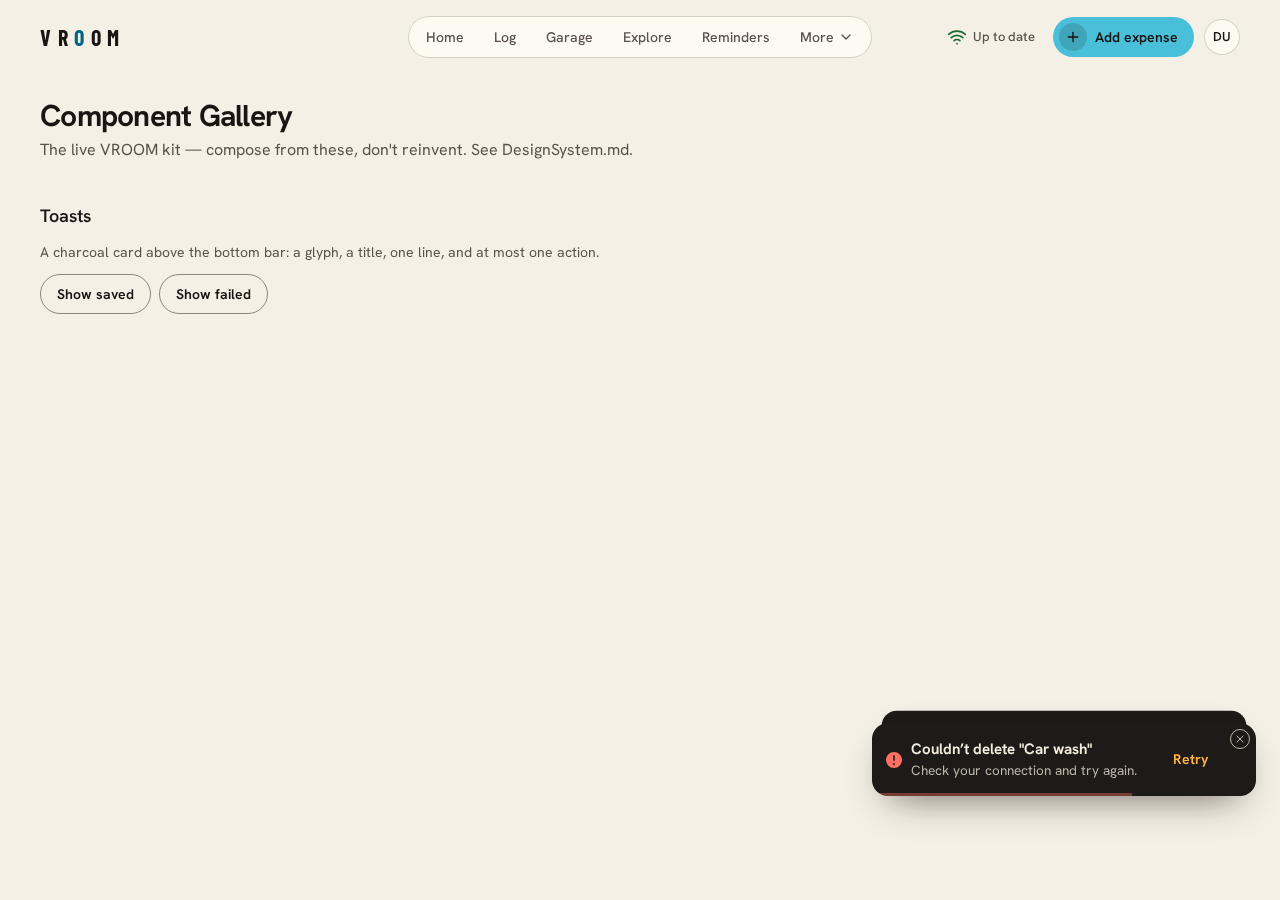 VROOM
Home
Log
Garage
Explore
Reminders
More
Up to date
Add expense
DU
Component Gallery
The live VROOM kit — compose from these, don't reinvent. See DesignSystem.md.
Toasts
A charcoal card above the bottom bar: a glyph, a title, one line, and at most one action.
Show saved
Show failed
Couldn’t delete "Car wash"
Check your connection and try again.
Retry